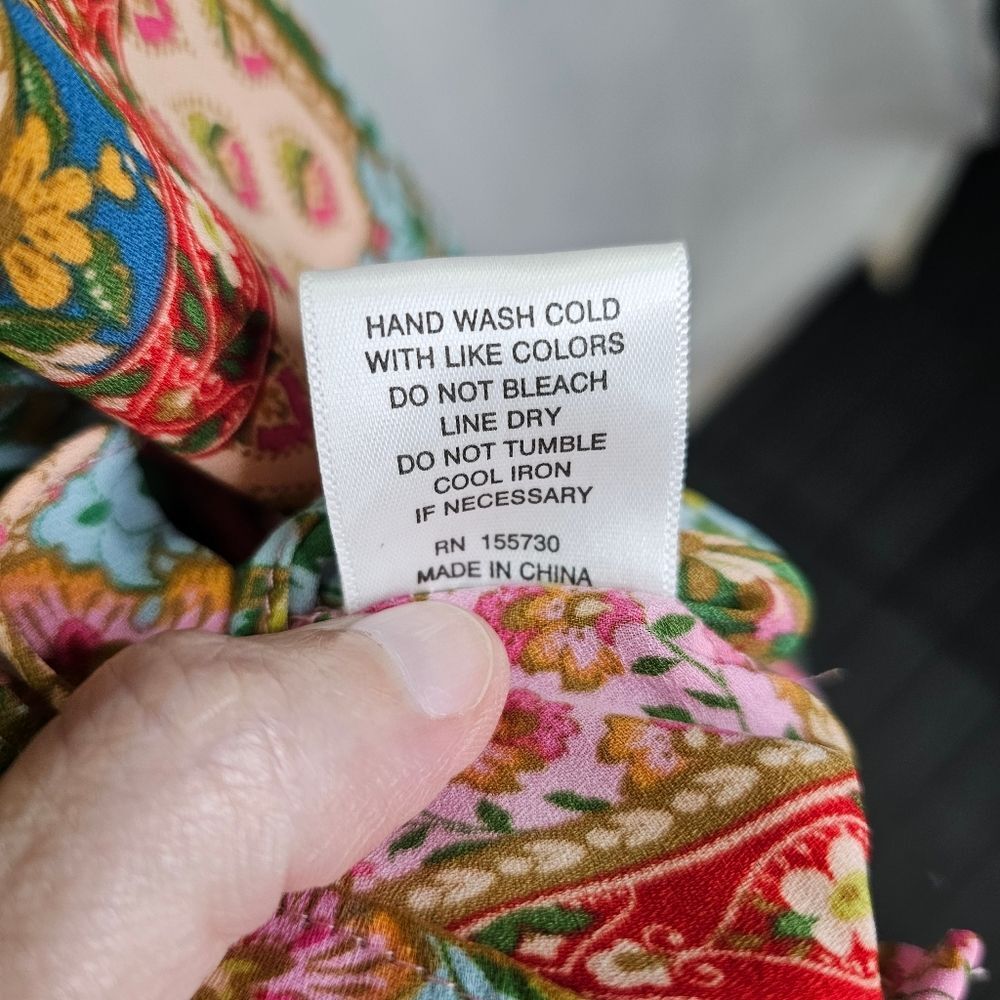 HAND WASH COLD
WITH LIKE COLORS
DO NOT BLEACH
LINE DRY
DO NOT TUMBLE
COOL IRON
IF NECESSARY
RN 155730
MADE IN CHINA